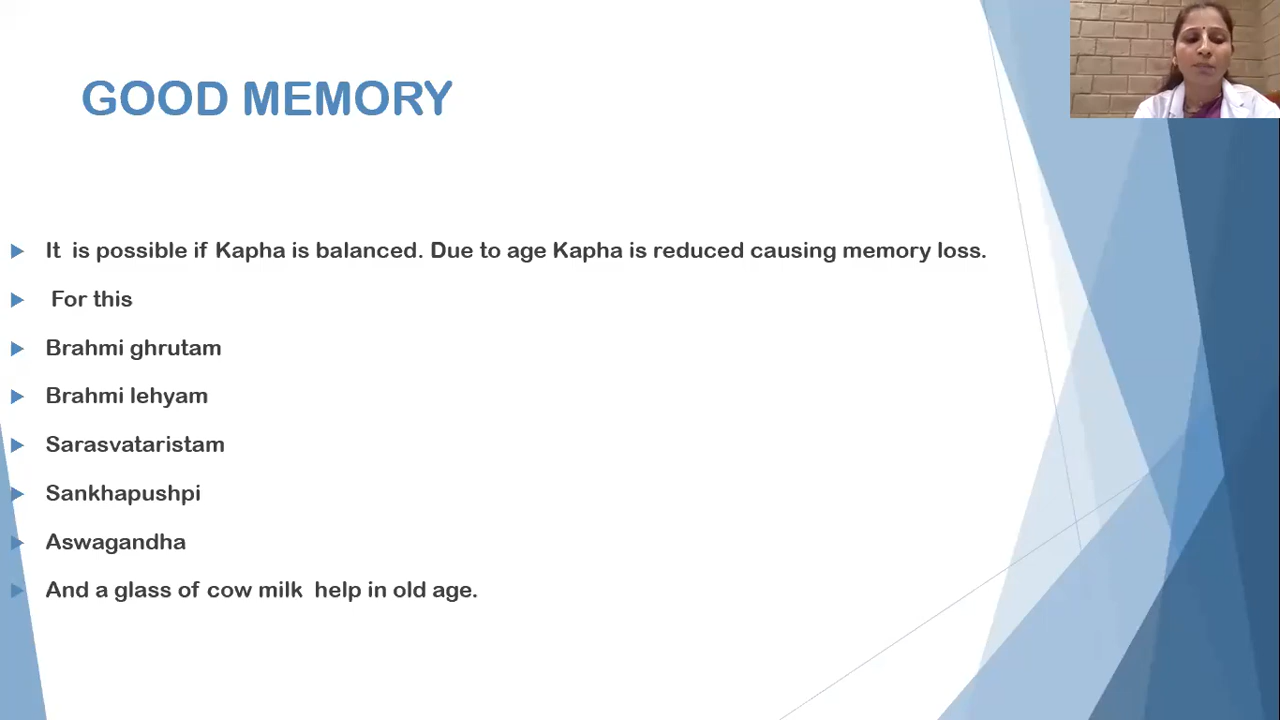 GOOD MEMORY
It is possible if Kapha is balanced. Due to age Kapha is reduced causing memory loss.
For this
Brahmi ghrutam
Brahmi lehyam
Sarasvataristam
Sankhapushpi
Aswagandha
And a glass of cow milk help in old age.